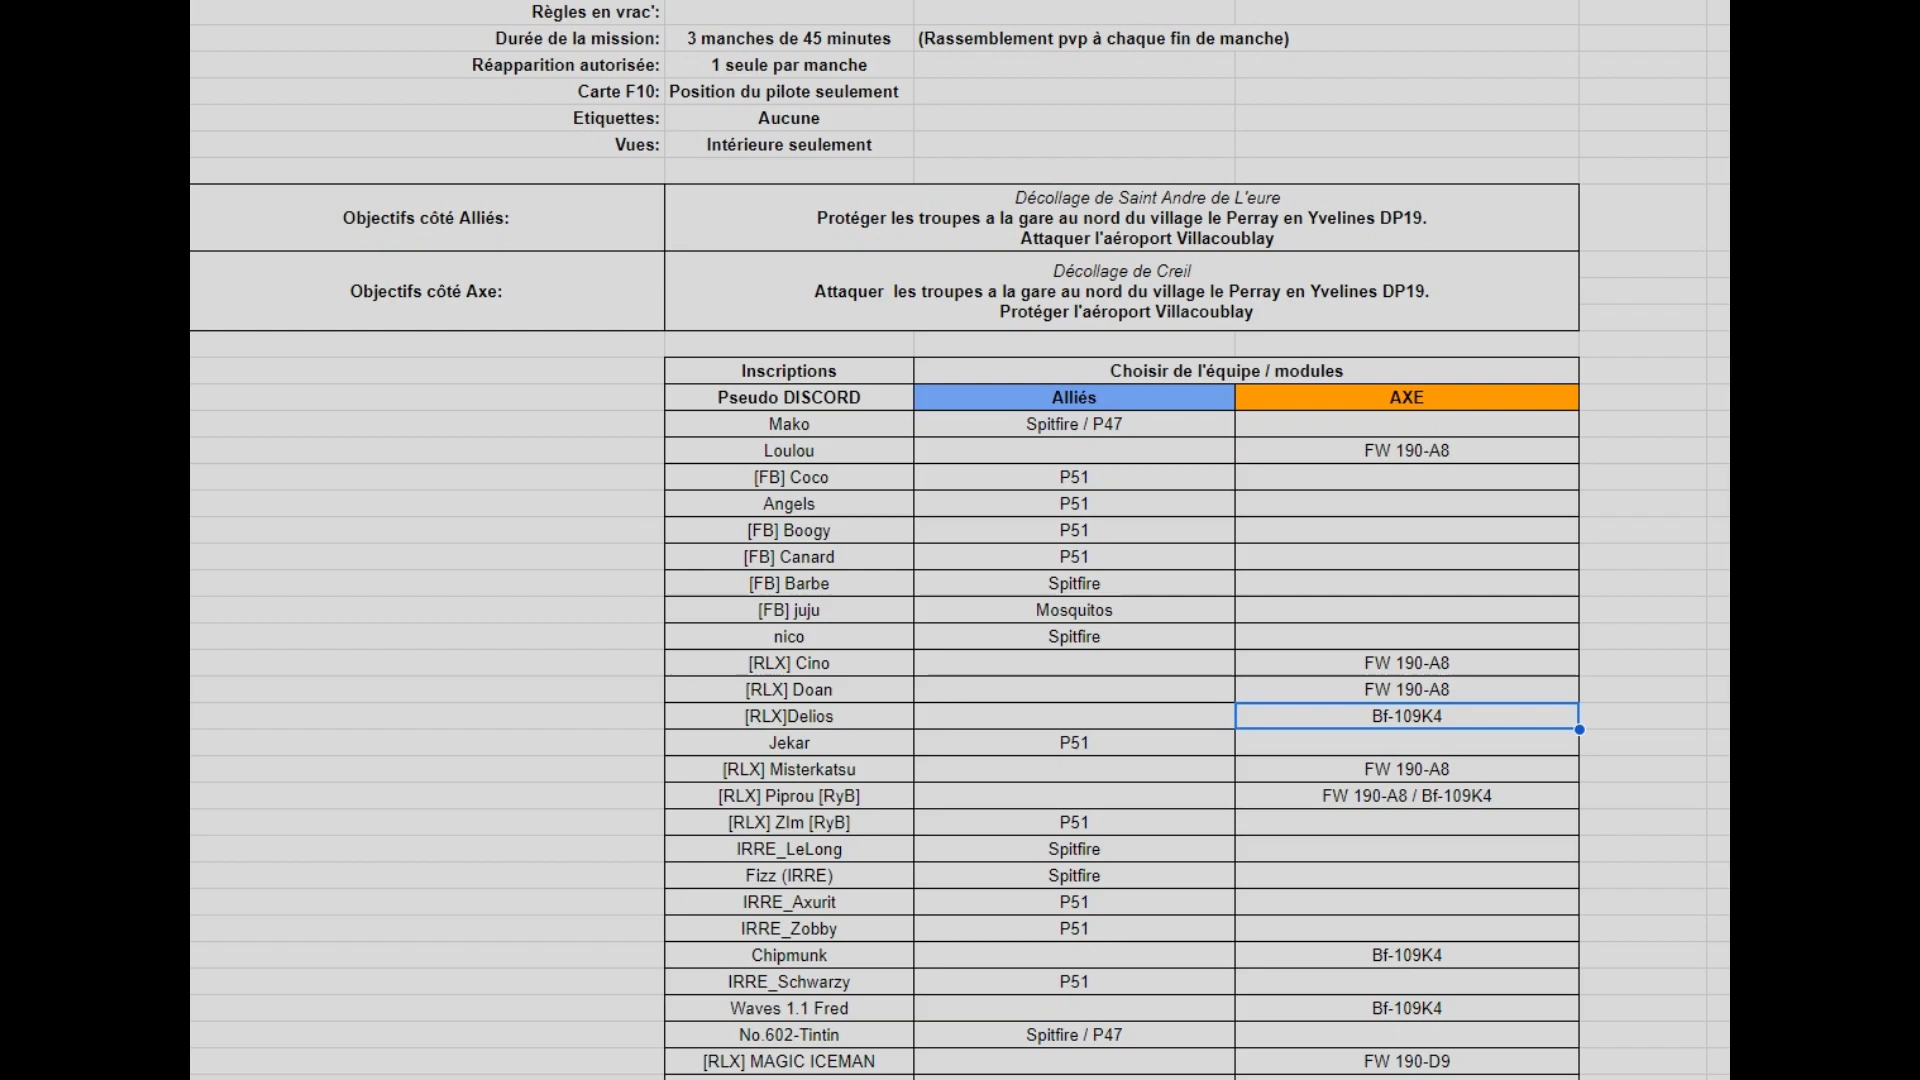 Règles en vrac':
Durée de la mission: 3 manches de 45 minutes (Rassemblement pvp à chaque fin de manche)
Réapparition autorisée: 1 seule par manche
Carte F10: Position du pilote seulement
Etiquettes: Aucune
Vues: Intérieure seulement
Décollage de Saint Andre de L'eure
Objectifs côté Alliés: Protéger les troupes a la gare au nord du village le Perray en Yvelines DP19.
Attaquer l'aéroport Villacoublay
Décollage de Creil
Objectifs côté Axe: Attaquer les troupes a la gare au nord du village le Perray en Yvelines DP19.
Protéger l'aéroport Villacoublay
Inscriptions Choisir de l'équipe / modules
Pseudo DISCORD Alliés AXE
Mako Spitfire / P47
Loulou FW 190-A8
[FB] Coco P51
Angels P51
[FB] Boogy P51
[FB] Canard P51
[FB] Barbe Spitfire
[FB] juju Mosquitos
nico Spitfire
[RLX] Cino FW 190-A8
[RLX] Doan FW 190-A8
[RLX]Delios Bf-109K4
Jekar P51
[RLX] Misterkatsu FW 190-A8
[RLX] Piprou [RyB] FW 190-A8 / Bf-109K4
[RLX] Zlm [RyB] P51
IRRE_LeLong Spitfire
Fizz (IRRE) Spitfire
IRRE_Axurit P51
IRRE_Zobby P51
Chipmunk Bf-109K4
IRRE_Schwarzy P51
Waves 1.1 Fred Bf-109K4
No.602-Tintin Spitfire / P47
[RLX] MAGIC ICEMAN FW 190-D9